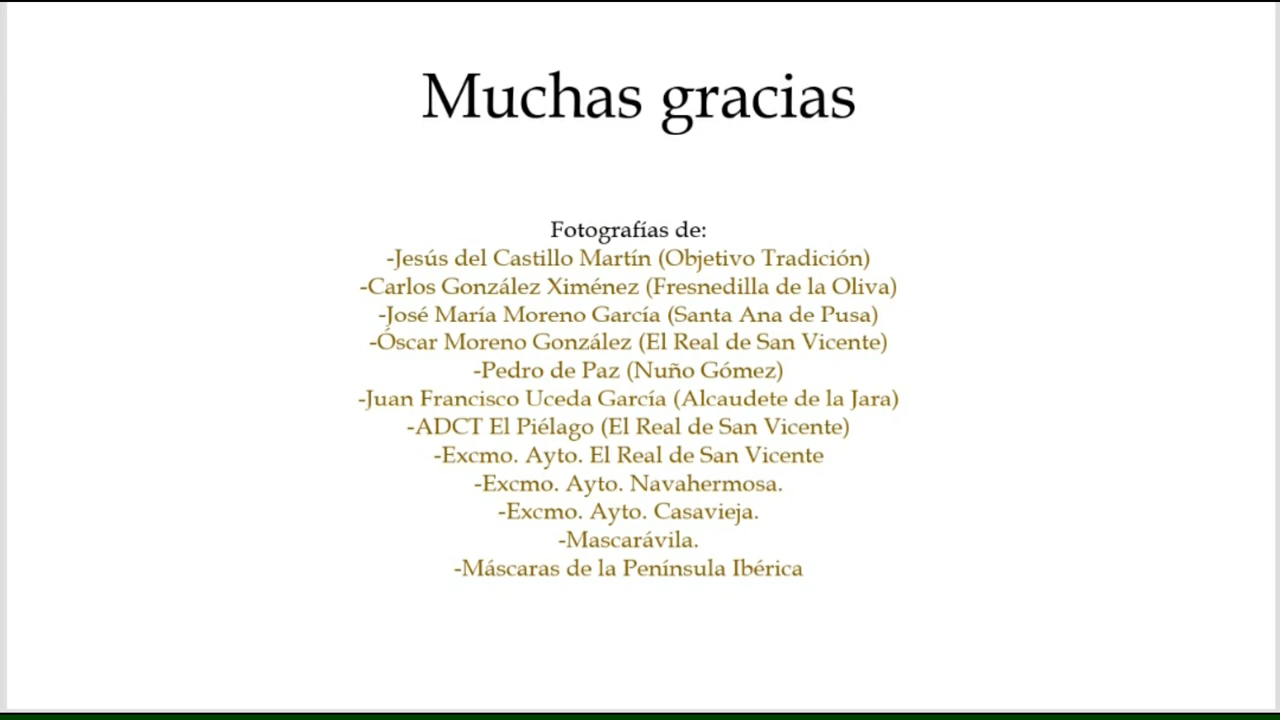 Muchas gracias
Fotografías de:
-Jesús del Castillo Martín (Objetivo Tradición)
-Carlos González Ximénez (Fresnedilla de la Oliva)
-José María Moreno García (Santa Ana de Pusa)
-Óscar Moreno González (El Real de San Vicente)
-Pedro de Paz (Nuño Gómez)
-Juan Francisco Uceda García (Alcaudete de la Jara)
-ADCT El Piélago (El Real de San Vicente)
-Excmo. Ayto. El Real de San Vicente
-Excmo. Ayto. Navahermosa.
-Excmo. Ayto. Casavieja.
-Mascarávila.
-Máscaras de la Península Ibérica